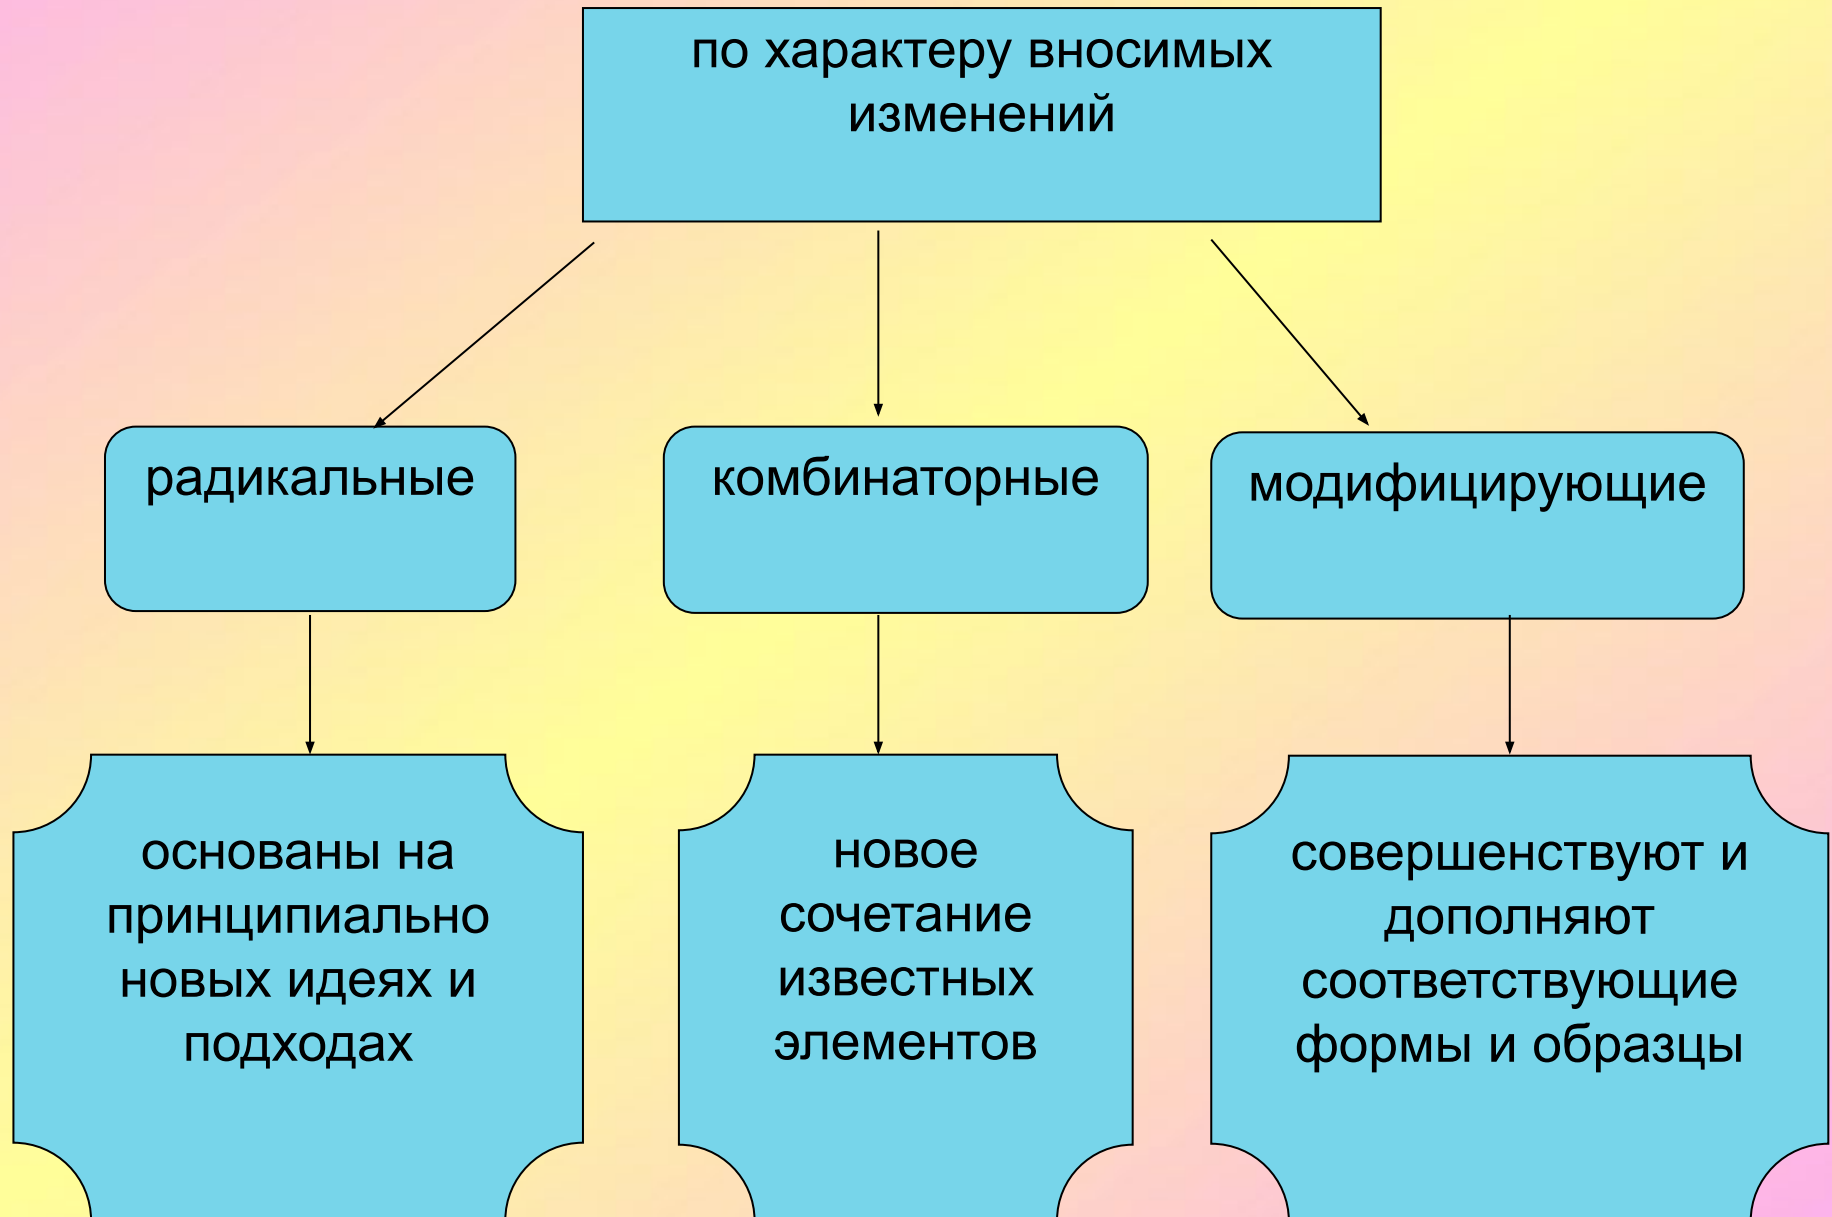 по характеру вносимых
изменений
радикальные
комбинаторные
модифицирующие
основаны на
принципиально
новых идеях и
подходах
новое
сочетание
известных
элементов
совершенствуют и
дополняют
соответствующие
формы и образцы